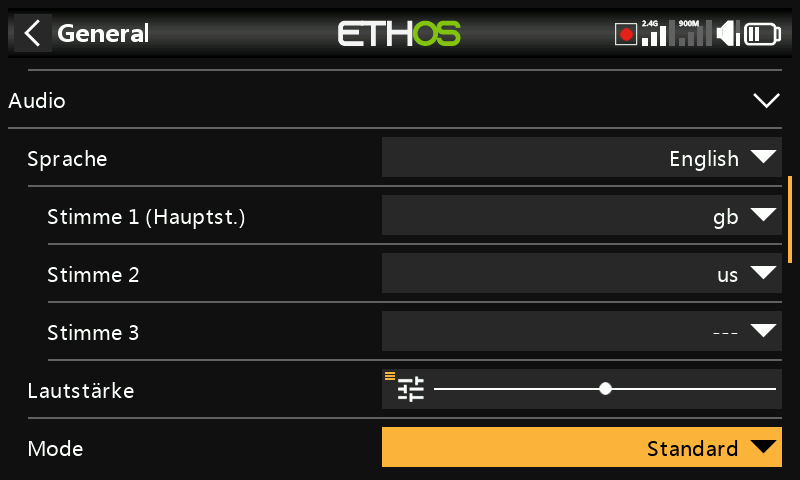 General ETHOS 2.4G 900M
Audio
Sprache English
Stimme 1 (Hauptst.) gb
Stimme 2 us
Stimme 3 ---
Lautstärke
Mode Standard